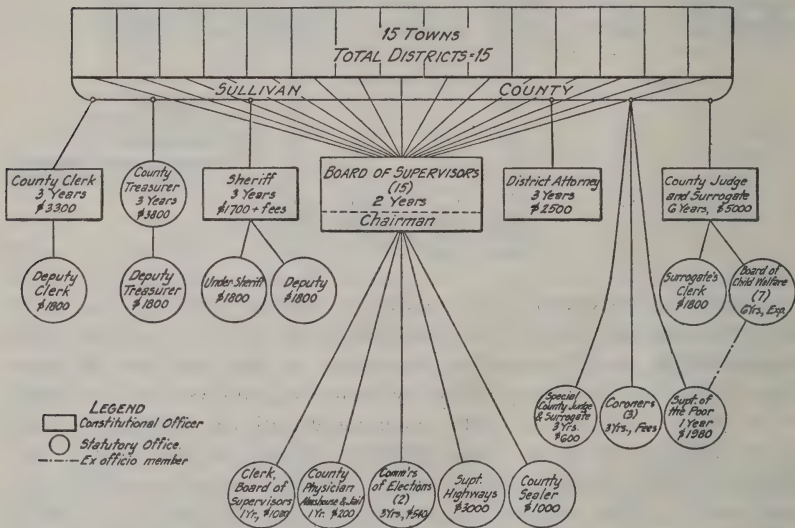 15 TOWNS
TOTAL DISTRICTS=15
SULLIVAN COUNTY
County Clerk
3 Years
$3300
County
Treasurer
3 Years
$3800
Sheriff
3 Years
$1700 + fees
BOARD OF SUPERVISORS
(15)
2 Years
Chairman
District Attorney
3 Years
$2500
County Judge
and Surrogate
6 Years, $5000
Deputy
Clerk
$1800
Deputy
Treasurer
$1800
Under Sheriff
$1800
Deputy
$1800
Surrogate's
Clerk
$1800
Board of
Child Welfare
(7)
6 Yrs., Exp.
LEGEND
Constitutional Officer
Statutory Office.
Ex officio member
Special
County Judge
& Surrogate
3 Yrs.
$600
Coroners
(3)
3 Yrs., Fees
Supt. of
the Poor
1 Year
$1980
Clerk,
Board of
Supervisors
1 Yr.,
County
Physician
Almshouse & Jail
1 Yr. $200
Comm'rs
of Elections
(2)
3 Yrs., $540
Supt.
Highways
$3000
County
Sealer
$1000